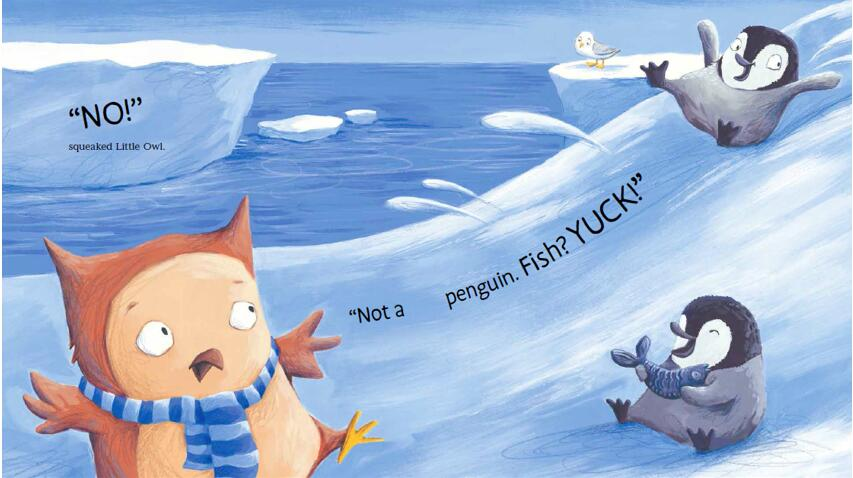 “NO!”
squeaked Little Owl.
“Not a penguin. Fish? YUCK!”